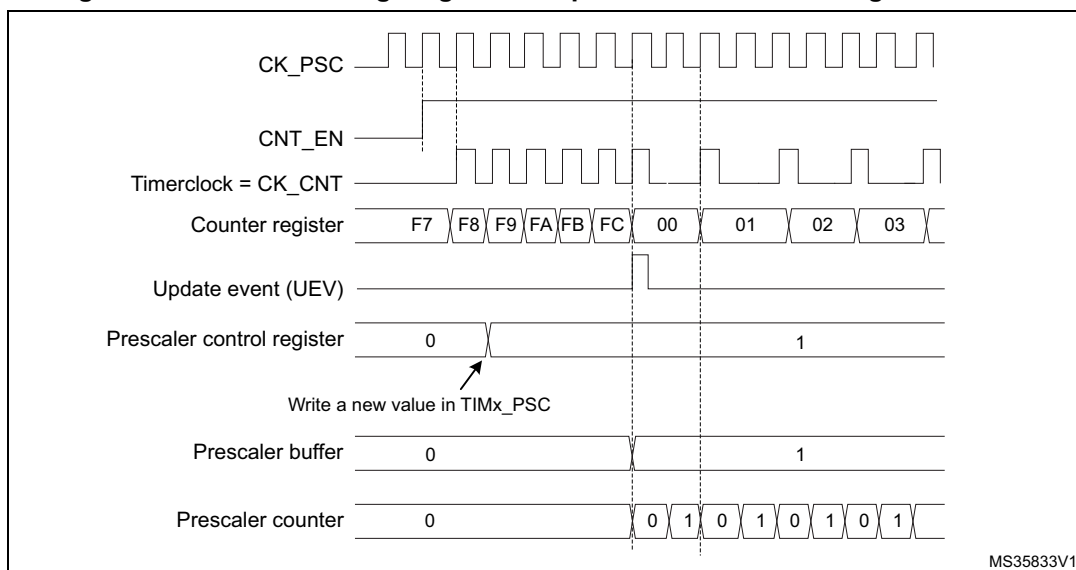 CK_PSC
CNT_EN
Timerclock = CK_CNT
Counter register F7 F8 F9 FA FB FC 00 01 02 03
Update event (UEV)
Prescaler control register 0 1
Write a new value in TIMx_PSC
Prescaler buffer 0 1
Prescaler counter 0 0 1 0 1 0 1 0 1
MS35833V1